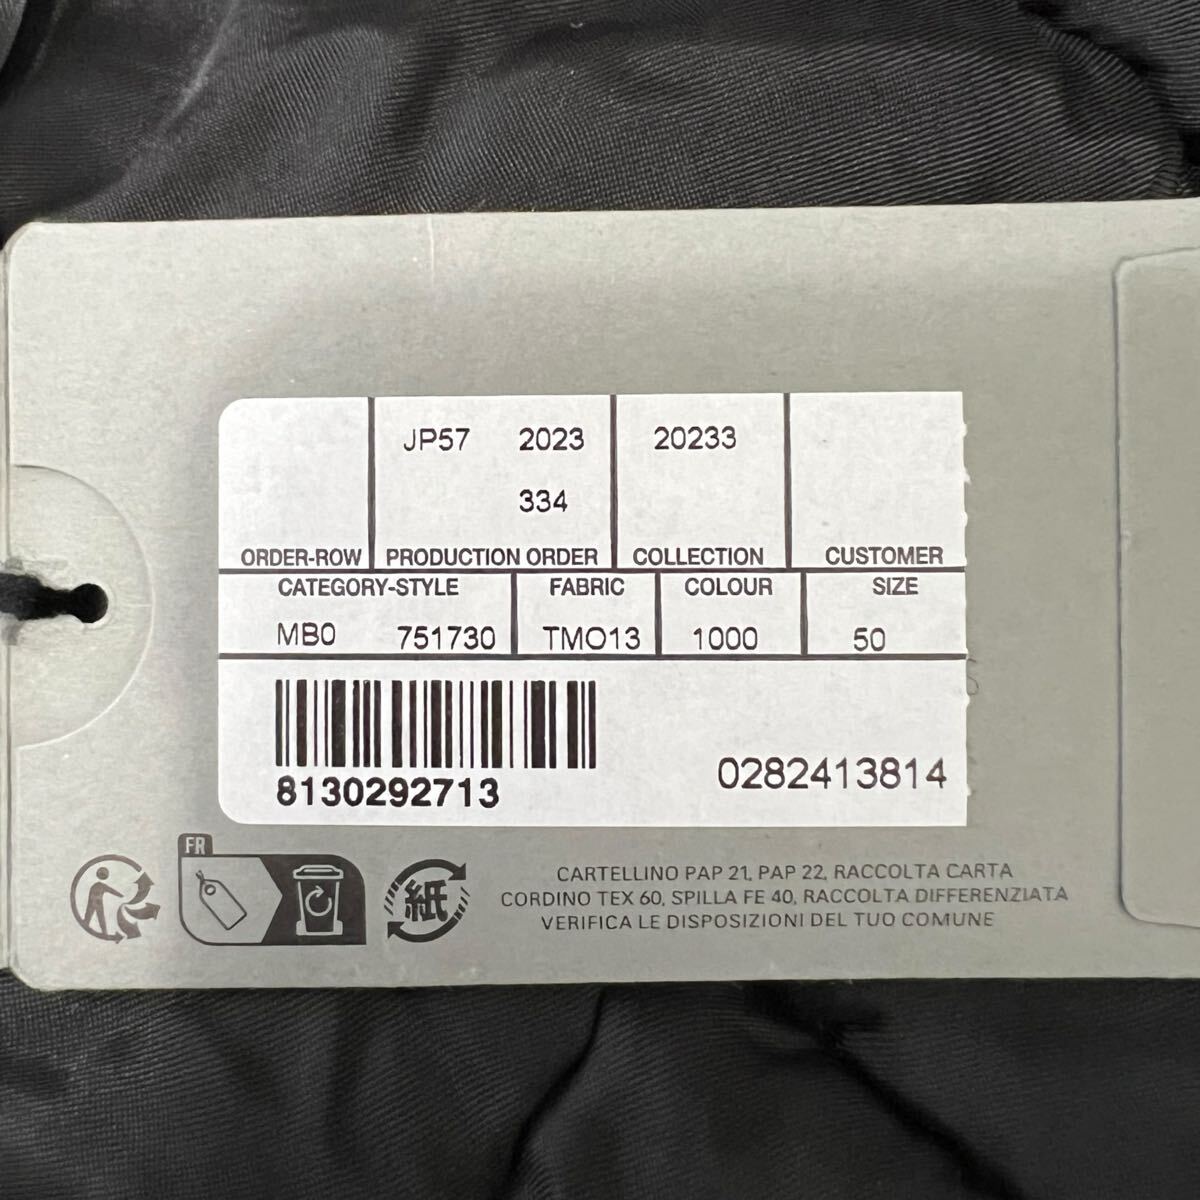 JP57 2023 20233
334
ORDER-ROW PRODUCTION ORDER COLLECTION CUSTOMER
CATEGORY-STYLE FABRIC COLOUR SIZE
MB0 751730 TMO13 1000 50
8130292713
0282413814
FR
紙
CARTELLINO PAP 21, PAP 22, RACCOLTA CARTA
CORDINO TEX 60, SPILLA FE 40, RACCOLTA DIFFERENZIATA
VERIFICA LE DISPOSIZIONI DEL TUO COMUNE